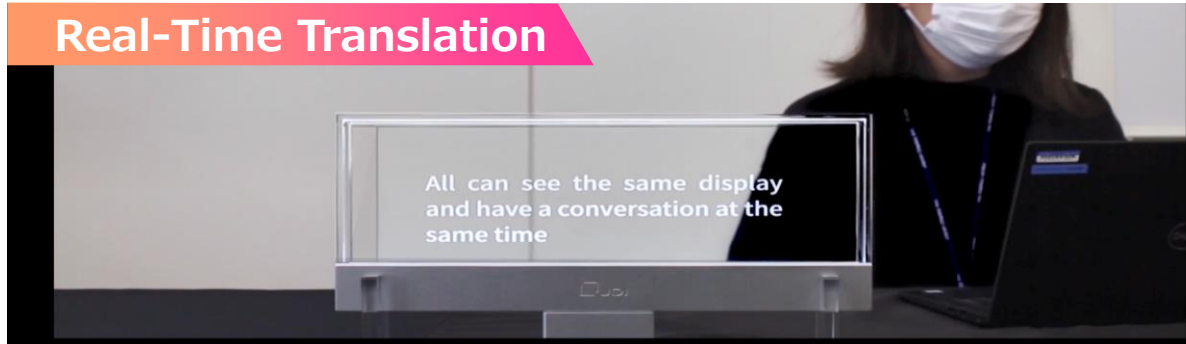 Real-Time Translation
All can see the same display
and have a conversation at the
same time